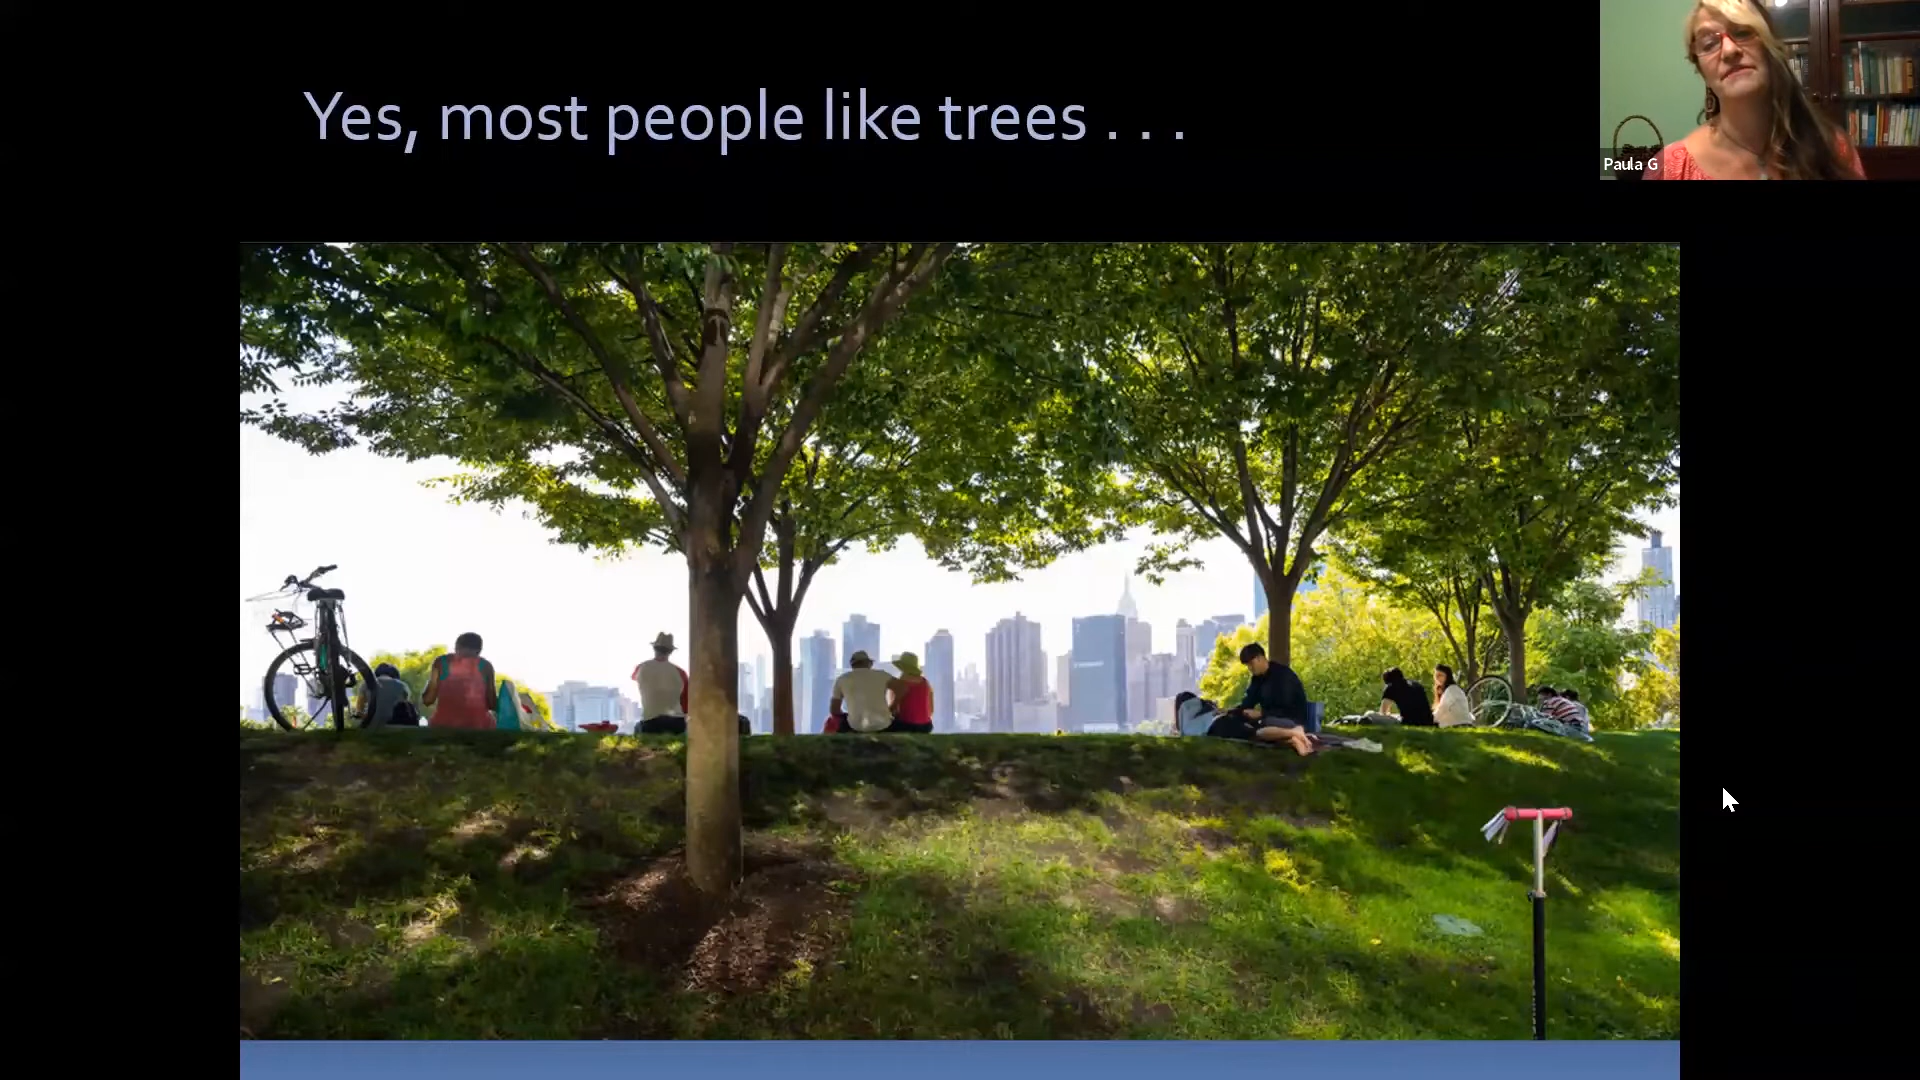 Yes, most people like trees . . .
Paula G